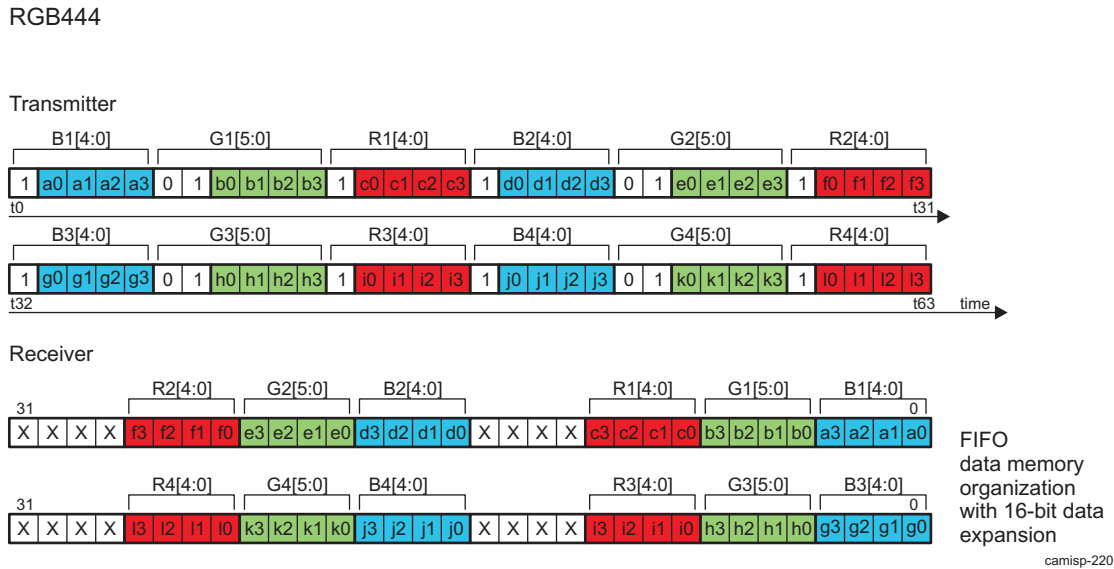 RGB444
Transmitter
B1[4:0] G1[5:0] R1[4:0] B2[4:0] G2[5:0] R2[4:0]
1 a0 a1 a2 a3 0 1 b0 b1 b2 b3 1 c0 c1 c2 c3 1 d0 d1 d2 d3 0 1 e0 e1 e2 e3 1 f0 f1 f2 f3
t0 t31
B3[4:0] G3[5:0] R3[4:0] B4[4:0] G4[5:0] R4[4:0]
1 g0 g1 g2 g3 0 1 h0 h1 h2 h3 1 i0 i1 i2 i3 1 j0 j1 j2 j3 0 1 k0 k1 k2 k3 1 l0 l1 l2 l3
t32 t63 time
Receiver
R2[4:0] G2[5:0] B2[4:0] R1[4:0] G1[5:0] B1[4:0]
31 0
X X X X f3 f2 f1 f0 e3 e2 e1 e0 d3 d2 d1 d0 X X X X c3 c2 c1 c0 b3 b2 b1 b0 a3 a2 a1 a0
R4[4:0] G4[5:0] B4[4:0] R3[4:0] G3[5:0] B3[4:0]
31 0
X X X X l3 l2 l1 l0 k3 k2 k1 k0 j3 j2 j1 j0 X X X X i3 i2 i1 i0 h3 h2 h1 h0 g3 g2 g1 g0
FIFO
data memory
organization
with 16-bit data
expansion
camisp-220